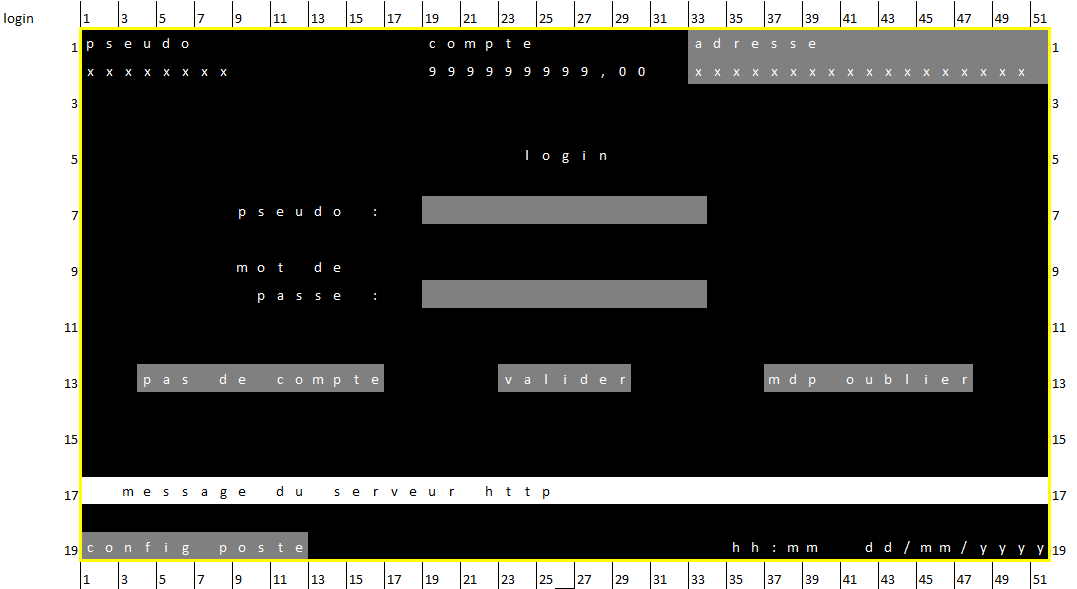 login 1 3 5 7 9 11 13 15 17 19 21 23 25 27 29 31 33 35 37 39 41 43 45 47 49 51
1 pseudo compte adresse 1
xxxxxxxx 999999999,00 xxxxxxxxxxxxxxxxxx
3 3
5 login 5
7 pseudo : 7
9 mot de 9
passe :
11 11
13 pas de compte valider mdp oublier 13
15 15
17 message du serveur http 17
19 config poste hh:mm dd/mm/yyyy 19
1 3 5 7 9 11 13 15 17 19 21 23 25 27 29 31 33 35 37 39 41 43 45 47 49 51